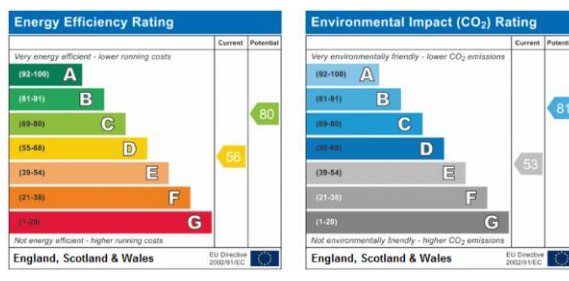 Energy Efficiency Rating
Current Potential
Very energy efficient - lower running costs
(92-100) A
(81-91) B
(69-80) C
80
(55-68) D
56
(39-54) E
(21-38) F
(1-20) G
Not energy efficient - higher running costs
England, Scotland & Wales
EU Directive
2002/91/EC
Environmental Impact (CO₂) Rating
Current Potent
Very environmentally friendly - lower CO₂ emissions
(92-100) A
(81-91) B
81
(69-80) C
(55-68) D
(39-54) E
53
(21-38) F
(1-20) G
Not environmentally friendly - higher CO₂ emissions
England, Scotland & Wales
EU Directive
2002/91/EC